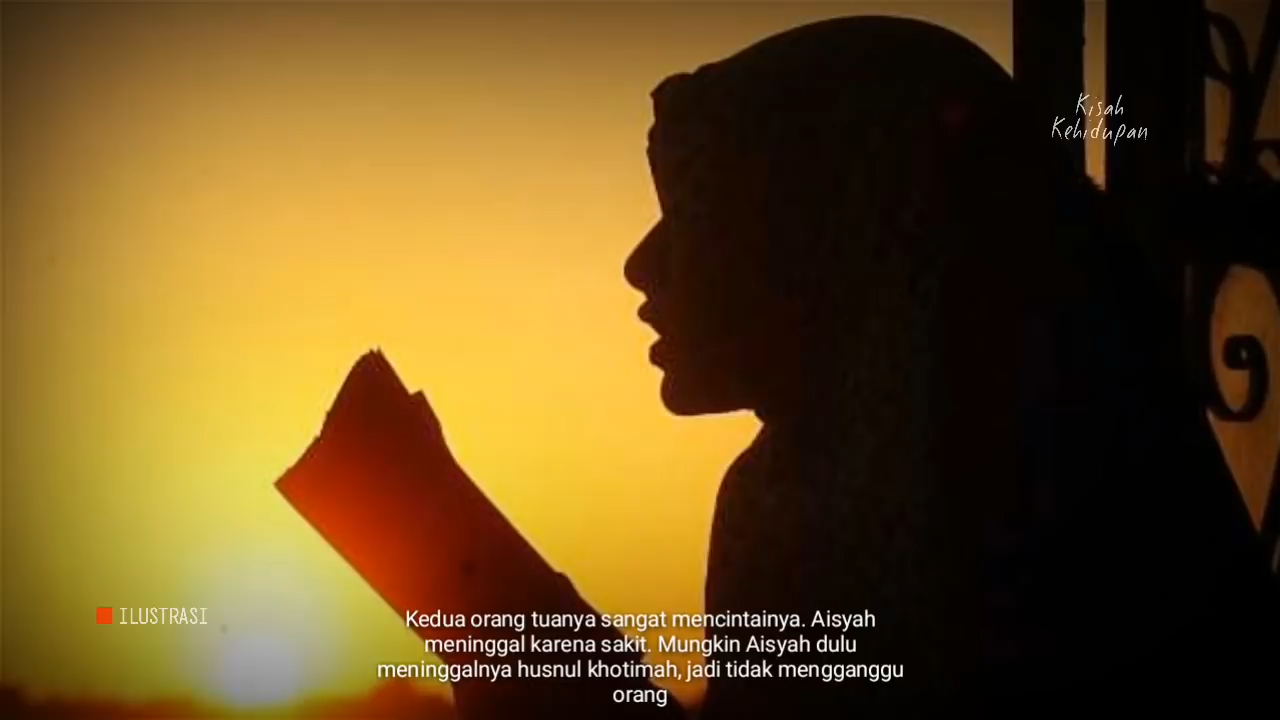 Kisah
Kehidupan
ILUSTRASI
Kedua orang tuanya sangat mencintainya. Aisyah
meninggal karena sakit. Mungkin Aisyah dulu
meninggalnya husnul khotimah, jadi tidak mengganggu
orang